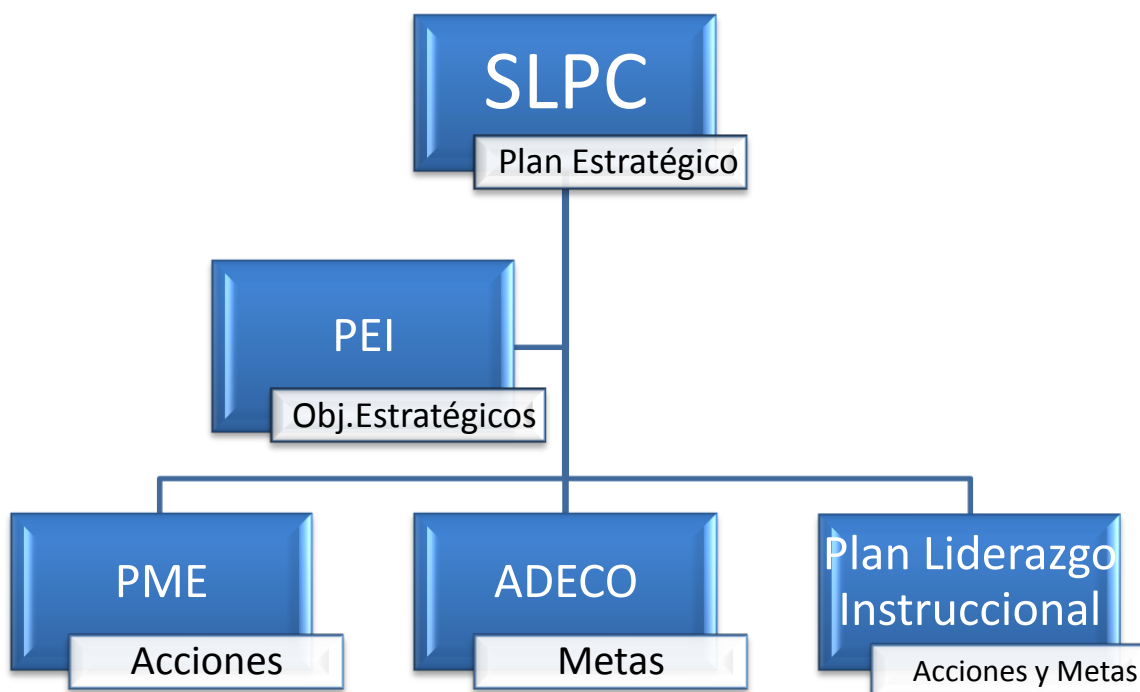 SLPC
Plan Estratégico
PEI
Obj.Estratégicos
PME
Acciones
ADECO
Metas
Plan Liderazgo
Instruccional
Acciones y Metas